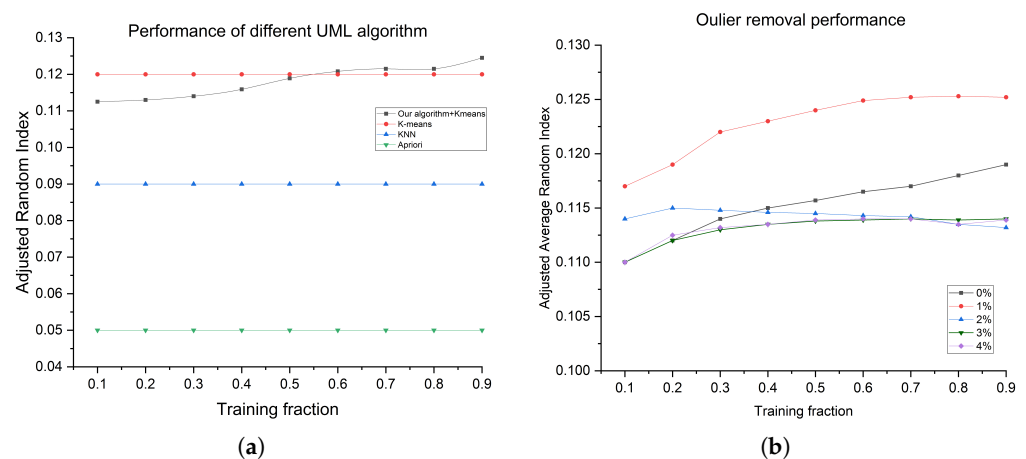 Performance of different UML algorithm
Adjusted Random Index
0.13
0.12
0.11
0.10
0.09
0.08
0.07
0.06
0.05
0.04
Our algorithm+Kmeans
K-means
KNN
Apriori
0.1 0.2 0.3 0.4 0.5 0.6 0.7 0.8 0.9
Training fraction
(a)
Oulier removal performance
Adjusted Average Random Index
0.130
0.125
0.120
0.115
0.110
0.105
0.100
0%
1%
2%
3%
4%
0.1 0.2 0.3 0.4 0.5 0.6 0.7 0.8 0.9
Training fraction
(b)